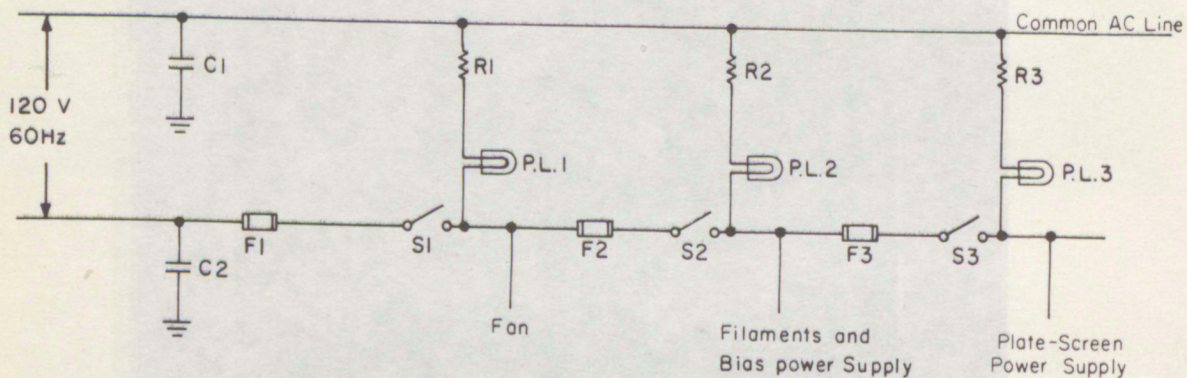 Common AC Line
C1
R1
R2
R3
120 V
60Hz
P.L.1
P.L.2
P.L.3
F1
S1
F2
S2
F3
S3
C2
Fan
Filaments and
Bias power Supply
Plate-Screen
Power Supply